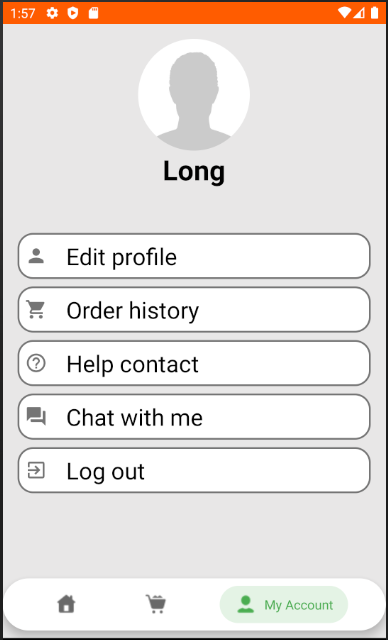 1:57
Long
Edit profile
Order history
Help contact
Chat with me
Log out
My Account